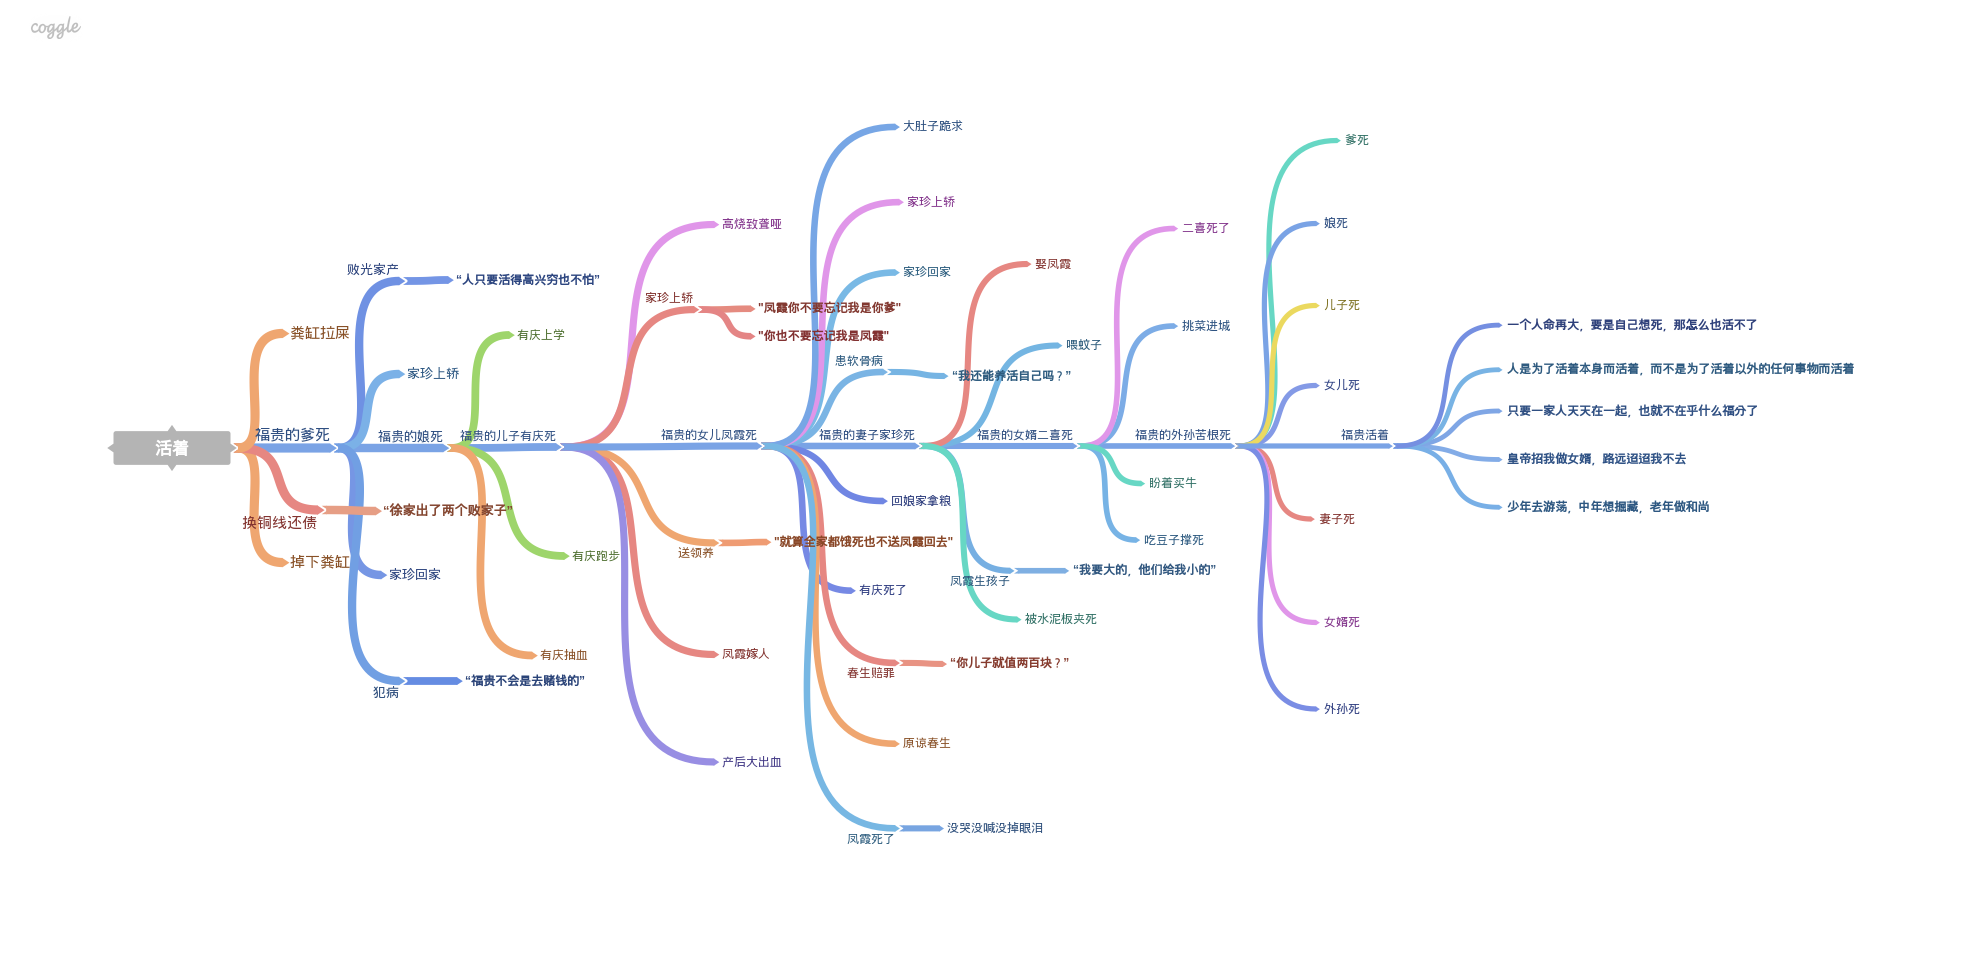 coggle
活着
粪缸拉屎
福贵的爹死
换铜线还债
“徐家出了两个败家子”
掉下粪缸
败光家产
“人只要活得高兴穷也不怕”
家珍上轿
福贵的娘死
家珍回家
犯病
“福贵不会是去赌钱的”
有庆上学
福贵的儿子有庆死
有庆跑步
有庆抽血
高烧致聋哑
家珍上轿
"凤霞你不要忘记我是你爹"
"你也不要忘记我是凤霞"
福贵的女儿凤霞死
送领养
"就算全家都饿死也不送凤霞回去"
凤霞嫁人
产后大出血
大肚子跪求
家珍上轿
家珍回家
患软骨病
“我还能养活自己吗？”
福贵的妻子家珍死
回娘家拿粮
有庆死了
春生赔罪
“你儿子就值两百块？”
原谅春生
凤霞死了
没哭没喊没掉眼泪
娶凤霞
喂蚊子
福贵的女婿二喜死
凤霞生孩子
“我要大的，他们给我小的”
被水泥板夹死
二喜死了
挑菜进城
福贵的外孙苦根死
盼着买牛
吃豆子撑死
爹死
娘死
儿子死
女儿死
福贵活着
妻子死
女婿死
外孙死
一个人命再大，要是自己想死，那怎么也活不了
人是为了活着本身而活着，而不是为了活着以外的任何事物而活着
只要一家人天天在一起，也就不在乎什么福分了
皇帝招我做女婿，路远迢迢我不去
少年去游荡，中年想掘藏，老年做和尚